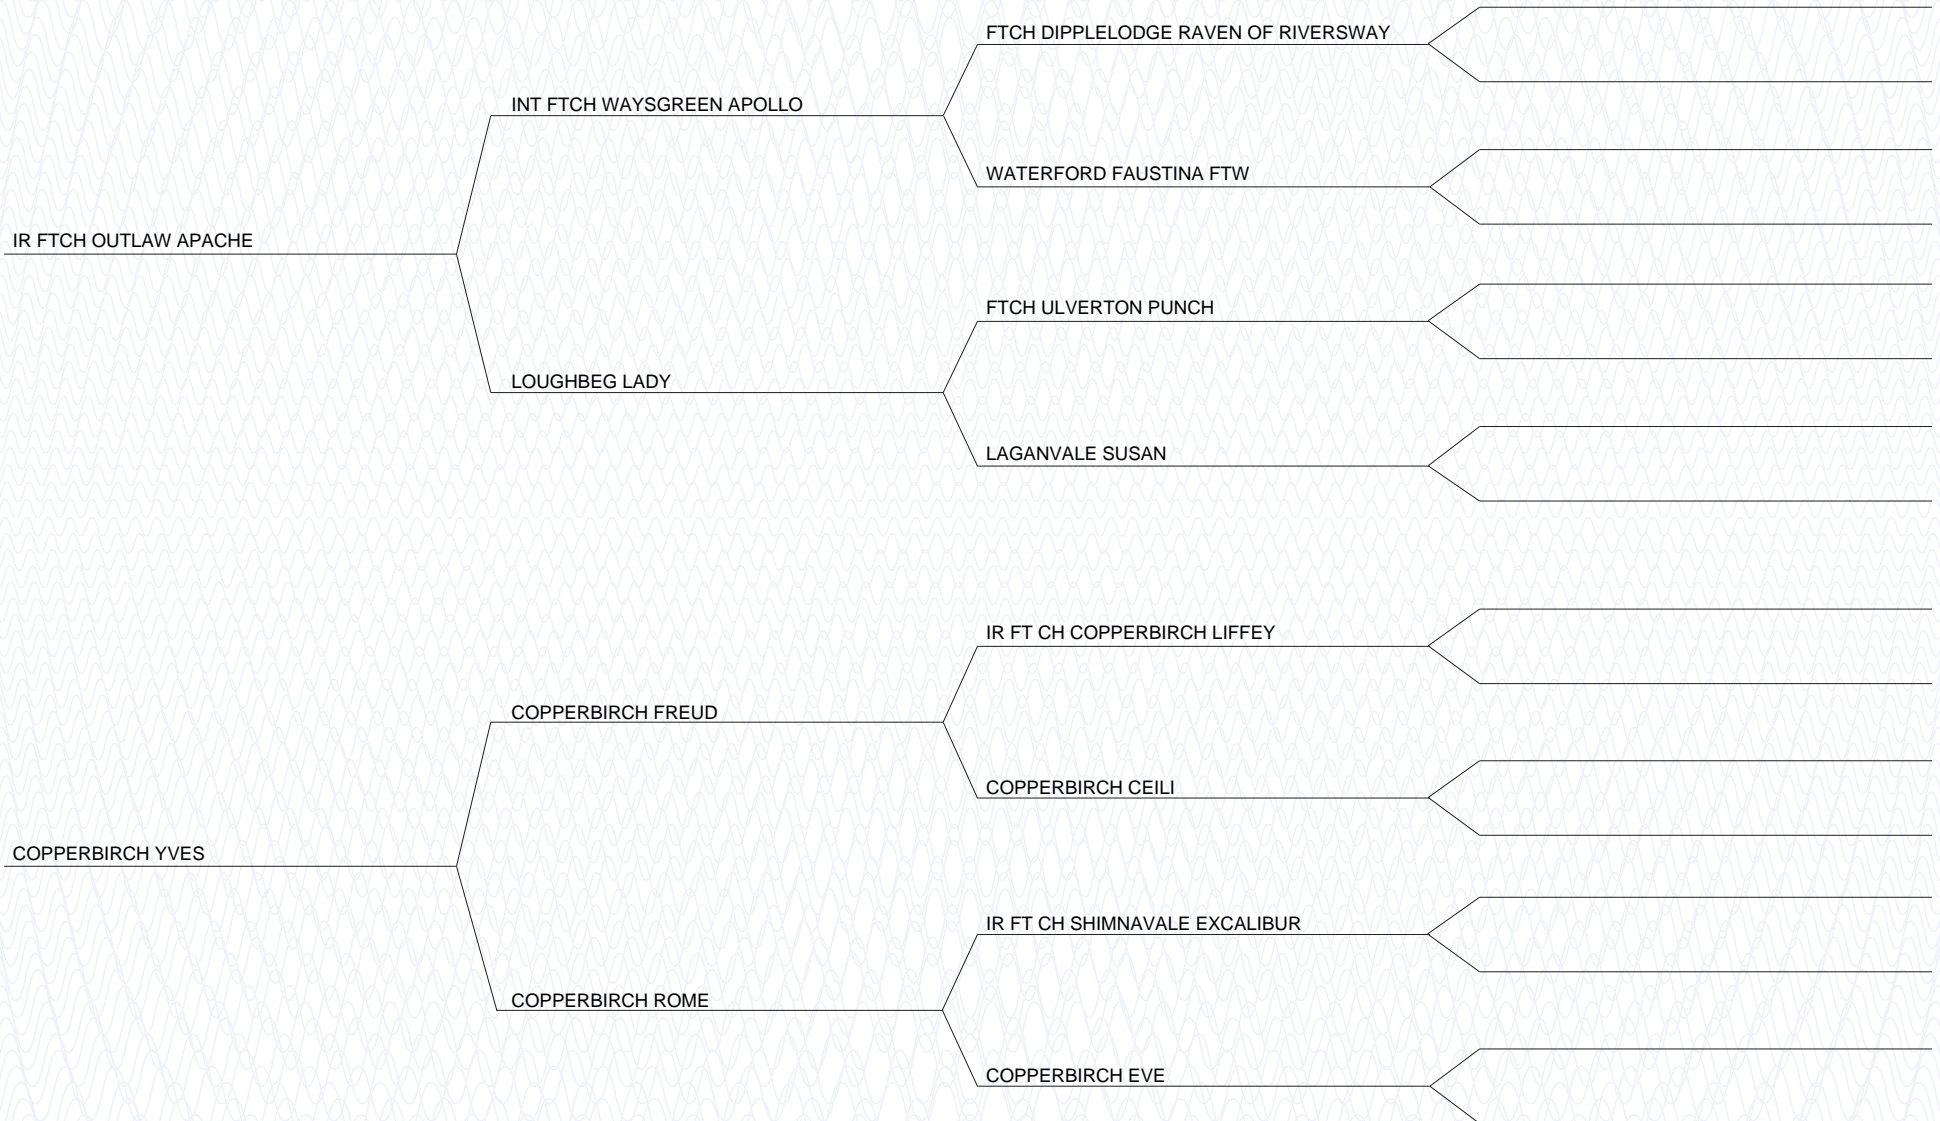 FTCH DIPPLELODGE RAVEN OF RIVERSWAY
INT FTCH WAYSGREEN APOLLO
WATERFORD FAUSTINA FTW
IR FTCH OUTLAW APACHE
FTCH ULVERTON PUNCH
LOUGHBEG LADY
LAGANVALE SUSAN
IR FT CH COPPERBIRCH LIFFEY
COPPERBIRCH FREUD
COPPERBIRCH CEILI
COPPERBIRCH YVES
IR FT CH SHIMNAVALE EXCALIBUR
COPPERBIRCH ROME
COPPERBIRCH EVE